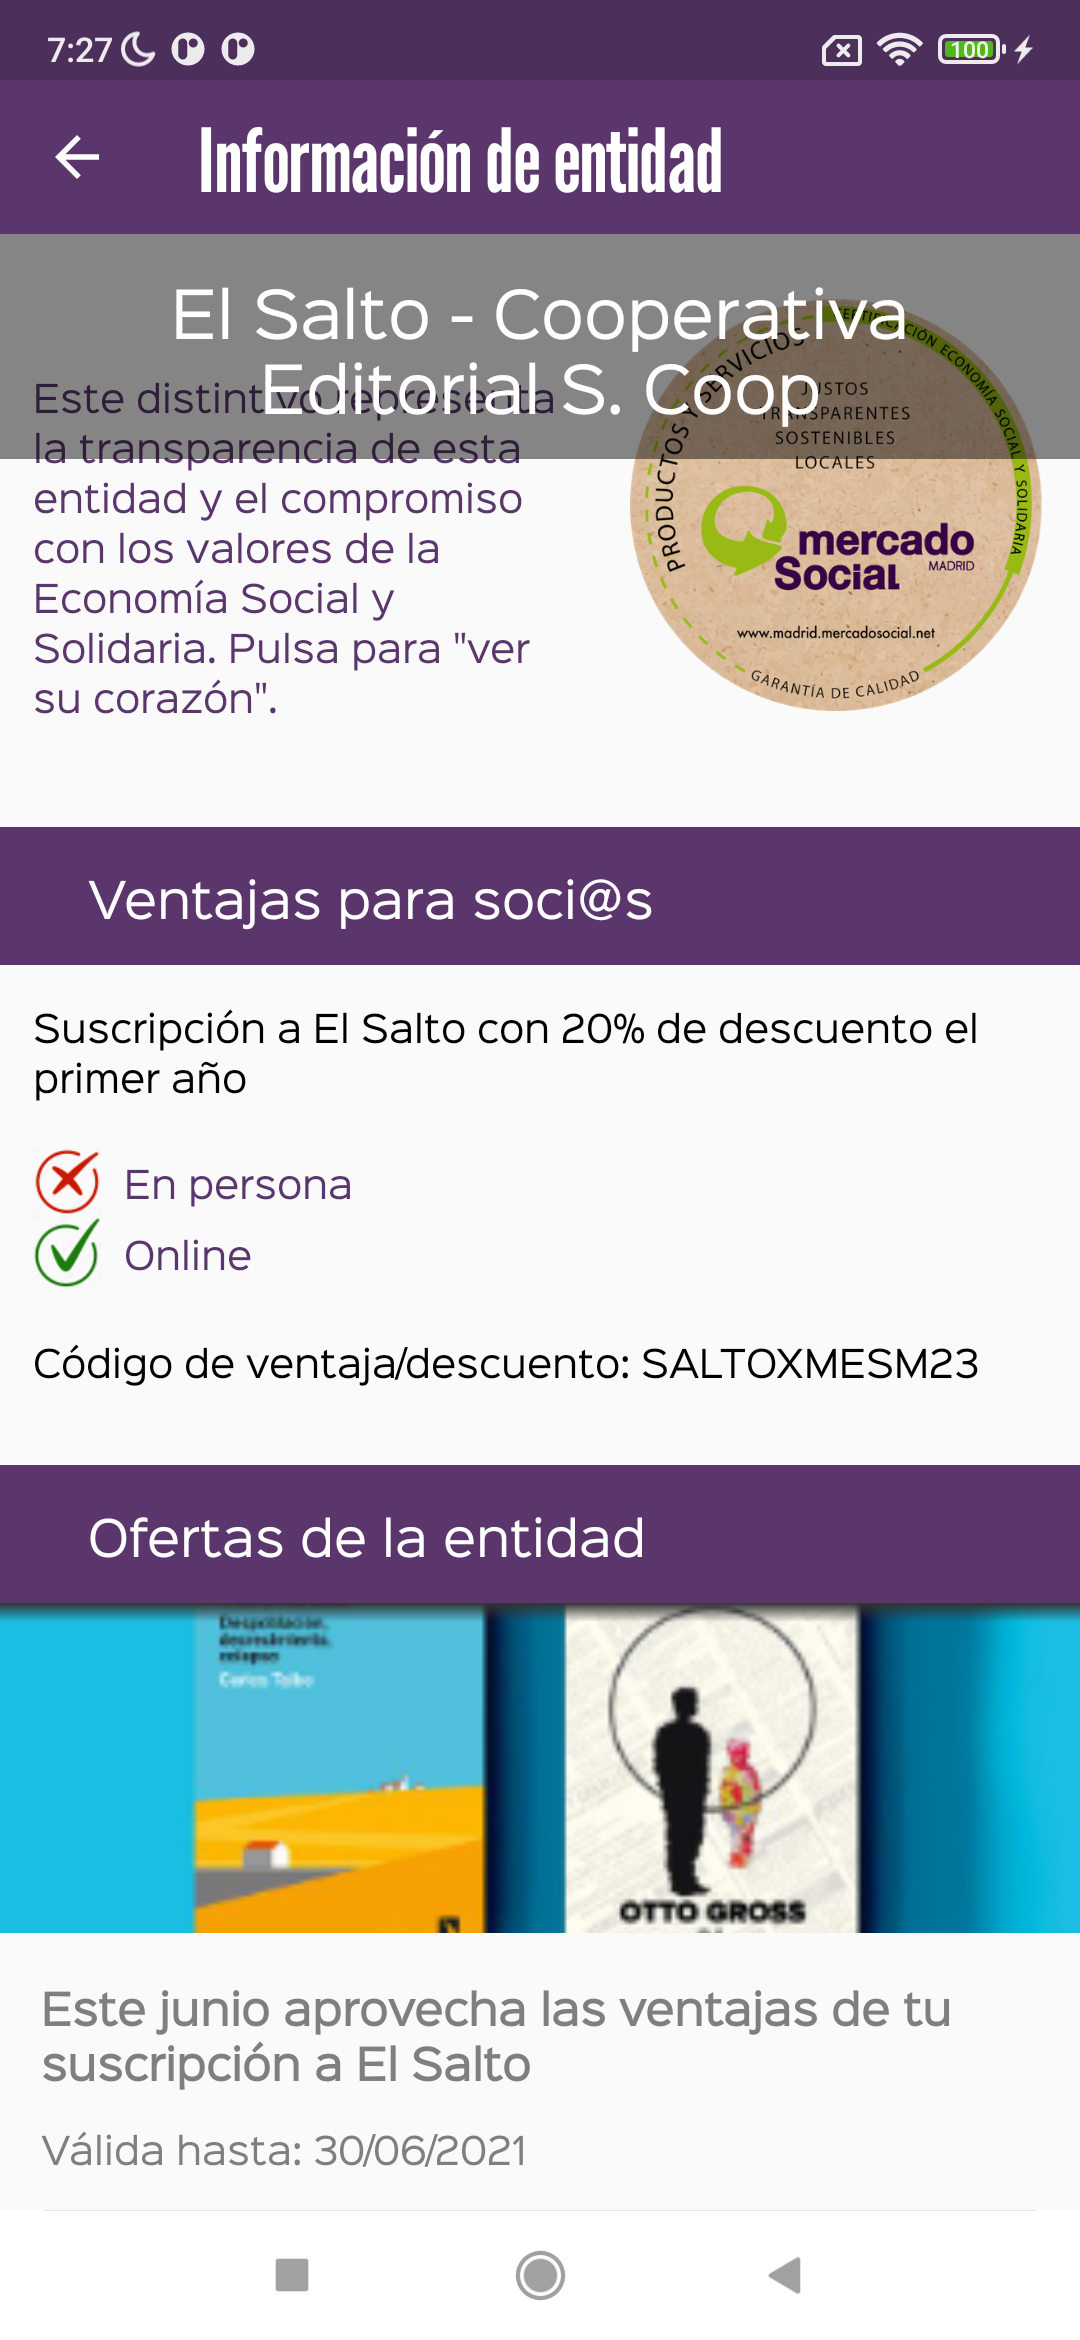 7:27
100
Información de entidad
El Salto - Cooperativa
Editorial S. Coop
Este distintivo representa
la transparencia de esta
entidad y el compromiso
con los valores de la
Economía Social y
Solidaria. Pulsa para "ver
su corazón".
PRODUCTOS Y SERVICIOS
CERTIFICACIÓN ECONOMÍA SOCIAL Y SOLIDARIA
JUSTOS
TRANSPARENTES
SOSTENIBLES
LOCALES
mercado
Social
MADRID
www.madrid.mercadosocial.net
GARANTÍA DE CALIDAD
Ventajas para soci@s
Suscripción a El Salto con 20% de descuento el
primer año
En persona
Online
Código de ventaja/descuento: SALTOXMESM23
Ofertas de la entidad
Despoblación,
decrecimiento,
colapso
Carlos Taibo
OTTO GROSS
Este junio aprovecha las ventajas de tu
suscripción a El Salto
Válida hasta: 30/06/2021